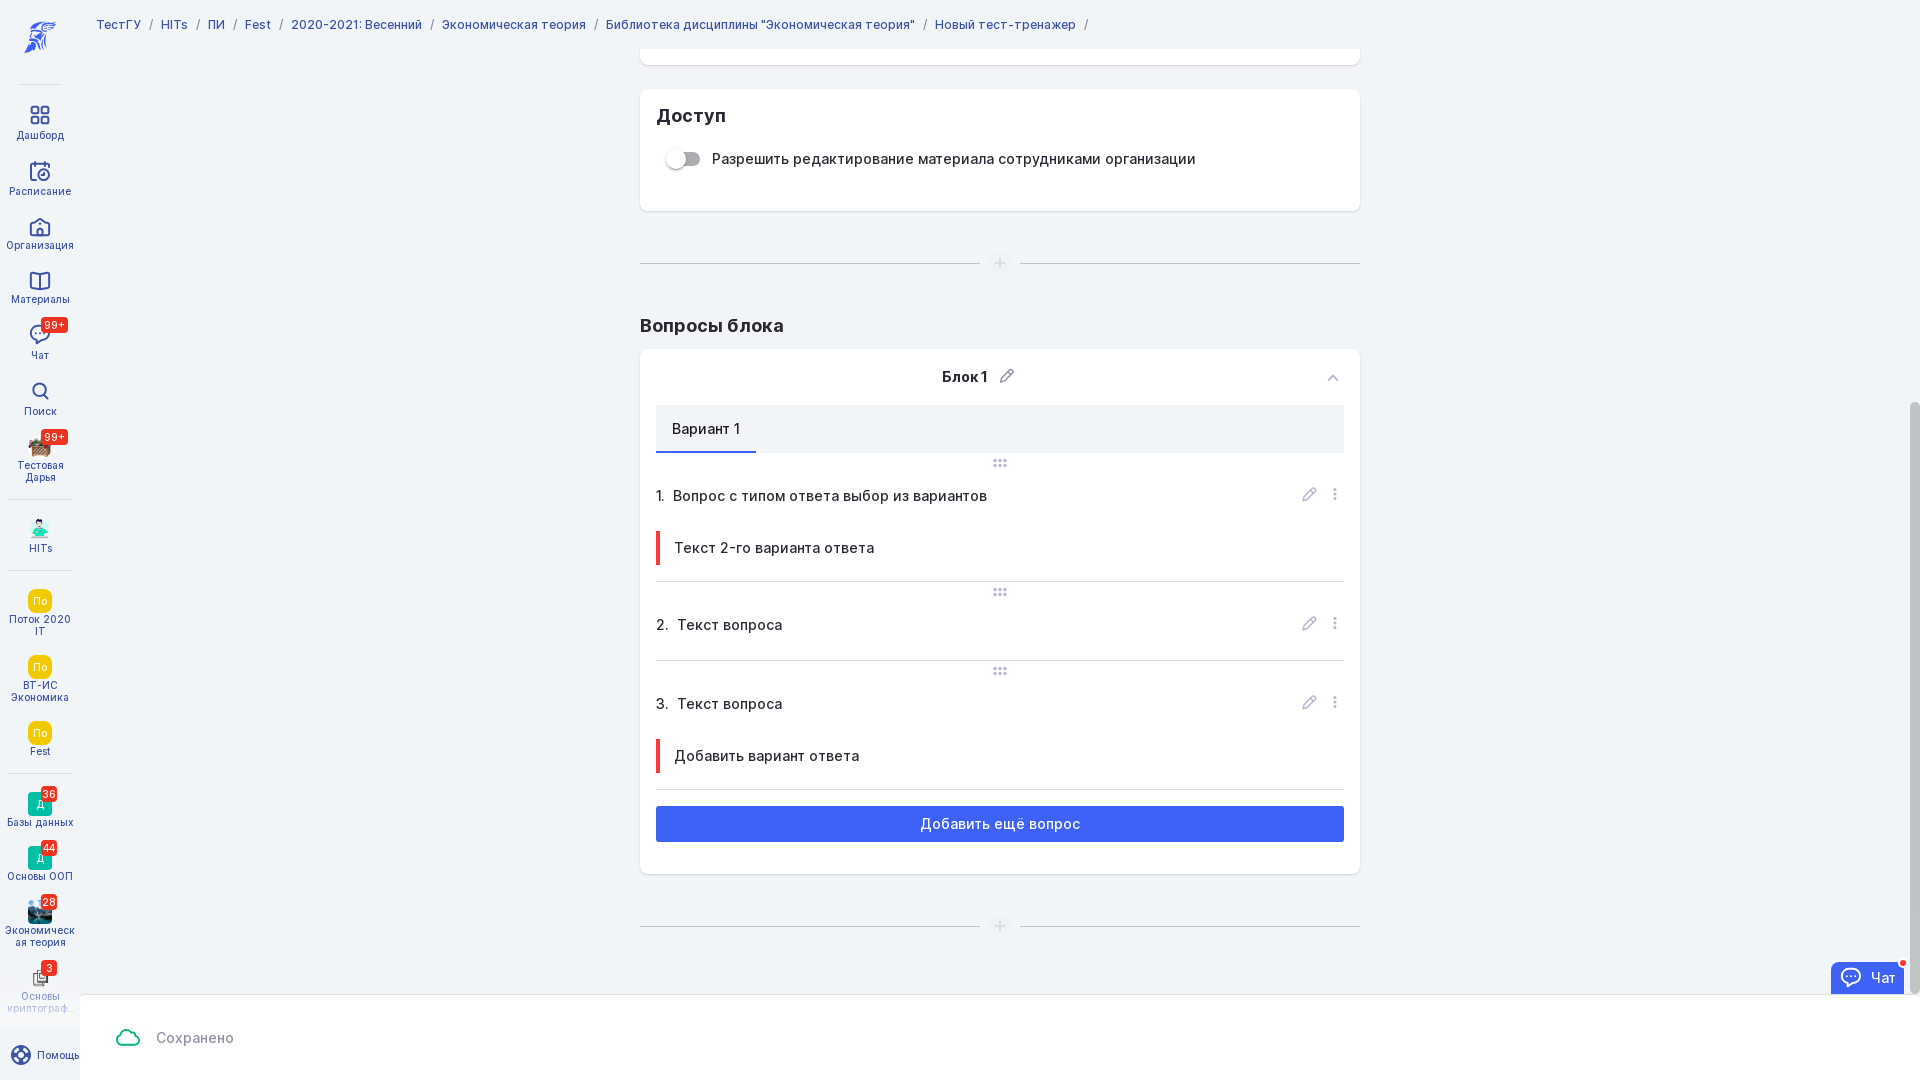 ТестГУ / HITs / ПИ / Fest / 2020-2021: Весенний / Экономическая теория / Библиотека дисциплины "Экономическая теория" / Новый тест-тренажер /
Дашборд
Расписание
Организация
Материалы
99+
Чат
Поиск
99+
Тестовая
Дарья
HITs
По
Поток 2020
IT
По
ВТ-ИС
Экономика
По
Fest
36
Д
Базы данных
44
Д
Основы ООП
28
Экономическ
ая теория
3
Основы
криптограф...
Помощь
Доступ
Разрешить редактирование материала сотрудниками организации
Вопросы блока
Блок 1
Вариант 1
1. Вопрос с типом ответа выбор из вариантов
Текст 2-го варианта ответа
2. Текст вопроса
3. Текст вопроса
Добавить вариант ответа
Добавить ещё вопрос
Чат
Сохранено